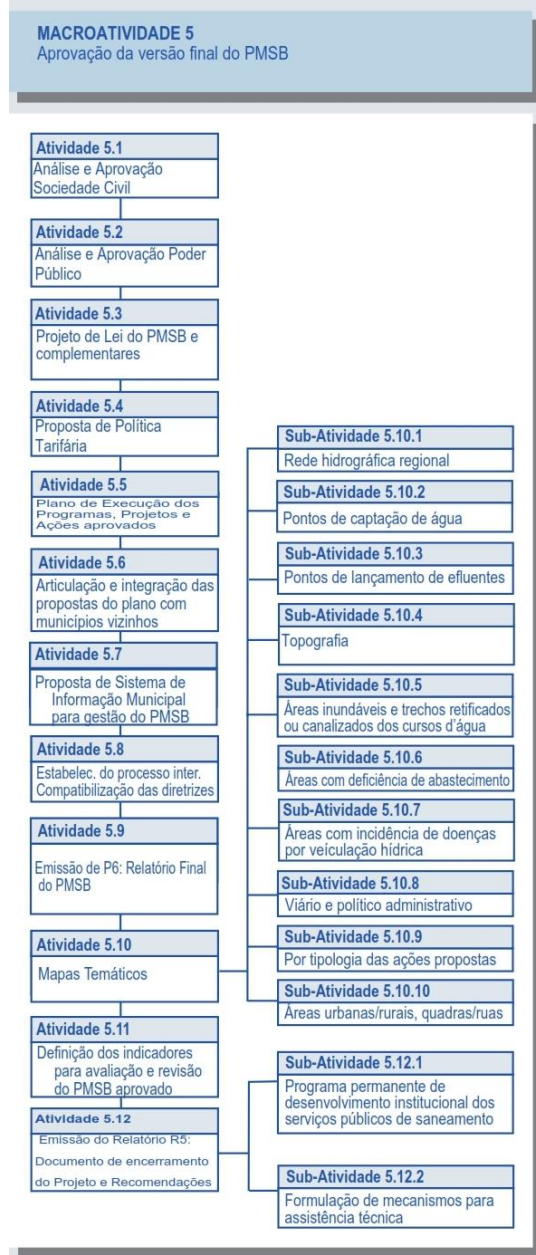 MACROATIVIDADE 5
Aprovação da versão final do PMSB
Atividade 5.1
Análise e Aprovação
Sociedade Civil
Atividade 5.2
Análise e Aprovação Poder
Público
Atividade 5.3
Projeto de Lei do PMSB e
complementares
Atividade 5.4
Proposta de Política
Tarifária
Atividade 5.5
Plano de Execução dos
Programas, Projetos e
Ações aprovados
Atividade 5.6
Articulação e integração das
propostas do plano com
municípios vizinhos
Atividade 5.7
Proposta de Sistema de
Informação Municipal
para gestão do PMSB
Atividade 5.8
Estabelec. do processo inter.
Compatibilização das diretrizes
Atividade 5.9
Emissão de P6: Relatório Final
do PMSB
Atividade 5.10
Mapas Temáticos
Atividade 5.11
Definição dos indicadores
para avaliação e revisão
do PMSB aprovado
Atividade 5.12
Emissão do Relatório R5:
Documento de encerramento
do Projeto e Recomendações
Sub-Atividade 5.10.1
Rede hidrográfica regional
Sub-Atividade 5.10.2
Pontos de captação de água
Sub-Atividade 5.10.3
Pontos de lançamento de efluentes
Sub-Atividade 5.10.4
Topografia
Sub-Atividade 5.10.5
Áreas inundáveis e trechos retificados
ou canalizados dos cursos d'água
Sub-Atividade 5.10.6
Áreas com deficiência de abastecimento
Sub-Atividade 5.10.7
Áreas com incidência de doenças
por veículação hídrica
Sub-Atividade 5.10.8
Viário e político administrativo
Sub-Atividade 5.10.9
Por tipologia das ações propostas
Sub-Atividade 5.10.10
Áreas urbanas/rurais, quadras/ruas
Sub-Atividade 5.12.1
Programa permanente de
desenvolvimento institucional dos
serviços públicos de saneamento
Sub-Atividade 5.12.2
Formulação de mecanismos para
assistência técnica